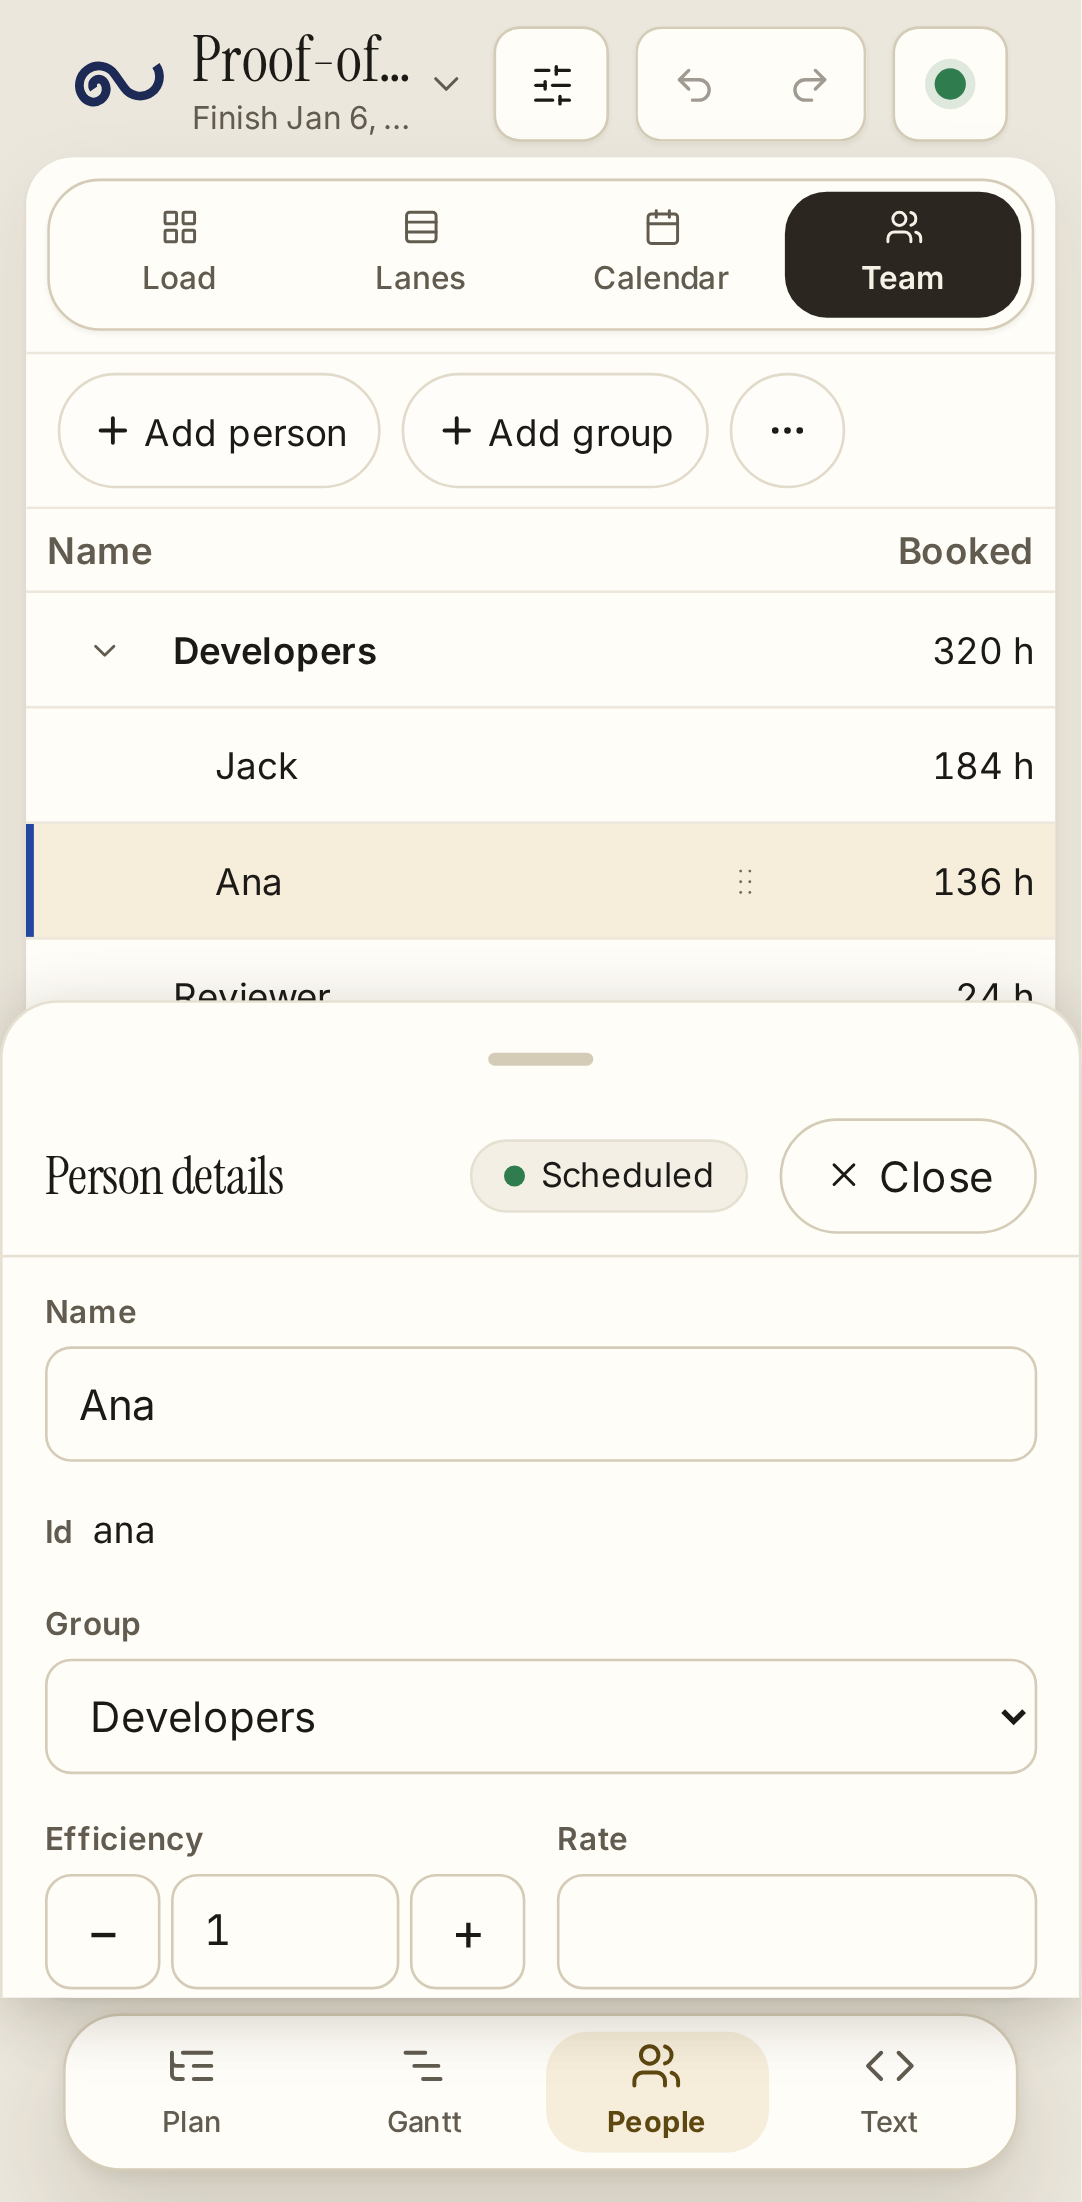 Proof-of...
Finish Jan 6, ...
Load Lanes Calendar Team
+ Add person + Add group ...
Name Booked
Developers 320 h
Jack 184 h
Ana 136 h
Reviewer 24 h
Person details Scheduled × Close
Name
Ana
Id ana
Group
Developers
Efficiency Rate
− 1 +
Plan Gantt People Text